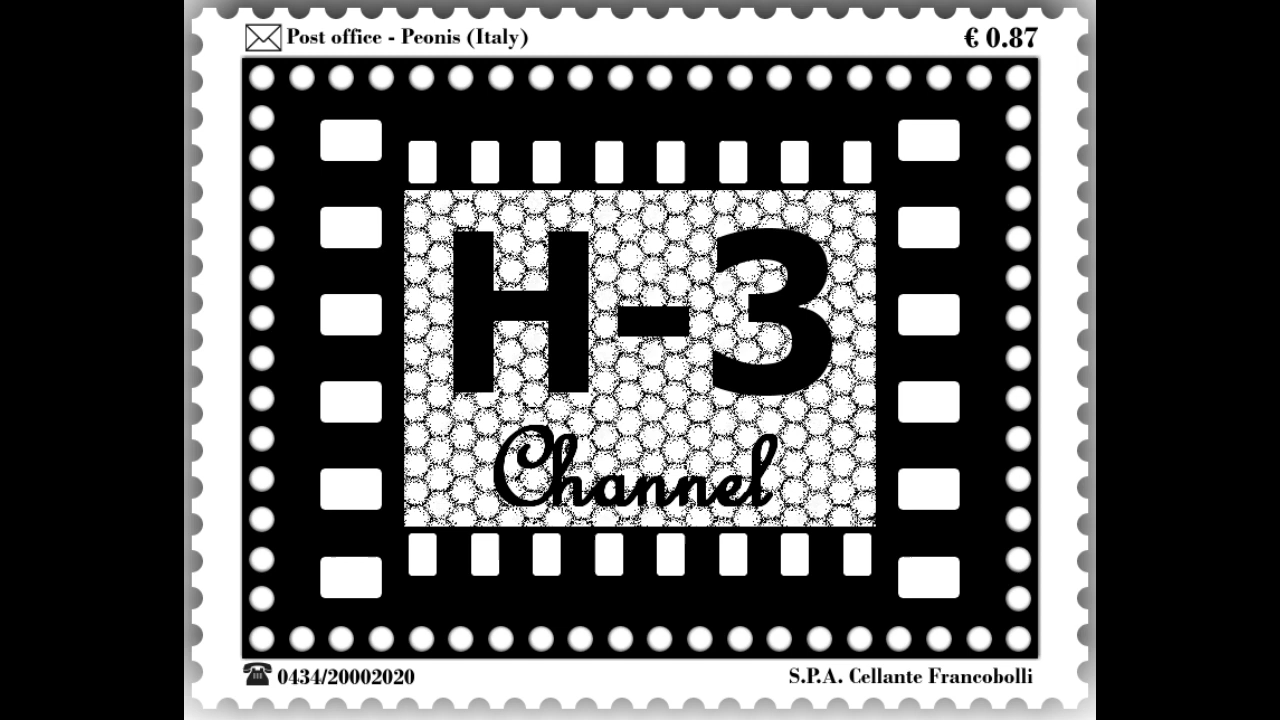 Post office - Peonis (Italy)
€ 0.87
H-3
Channel
0434/20002020
S.P.A. Cellante Francobolli